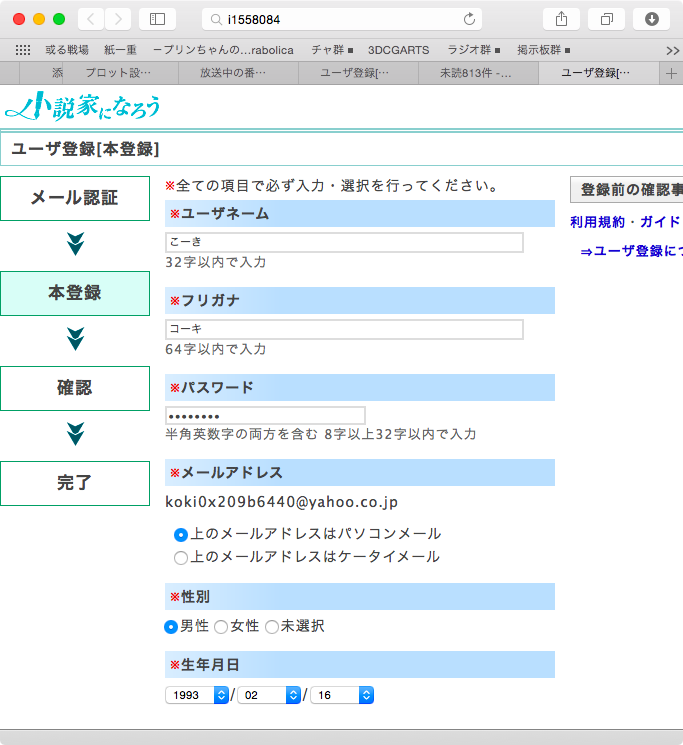 i1558084
或る戦場 紙一重 ープリンちゃんの…rabolica チャ群■ 3DCGARTS ラジオ群■ 掲示板群■
添 プロット設… 放送中の番… ユーザ登録[… 未読813件 -… ユーザ登録[…
小説家になろう
ユーザ登録[本登録]
メール認証
本登録
確認
完了
※全ての項目で必ず入力・選択を行ってください。
※ユーザネーム
こーき
32字以内で入力
※フリガナ
コーキ
64字以内で入力
※パスワード
••••••••
半角英数字の両方を含む 8字以上32字以内で入力
※メールアドレス
koki0x209b6440@yahoo.co.jp
上のメールアドレスはパソコンメール
上のメールアドレスはケータイメール
※性別
男性 女性 未選択
※生年月日
1993 / 02 / 16
登録前の確認事
利用規約・ガイド
⇒ユーザ登録につ